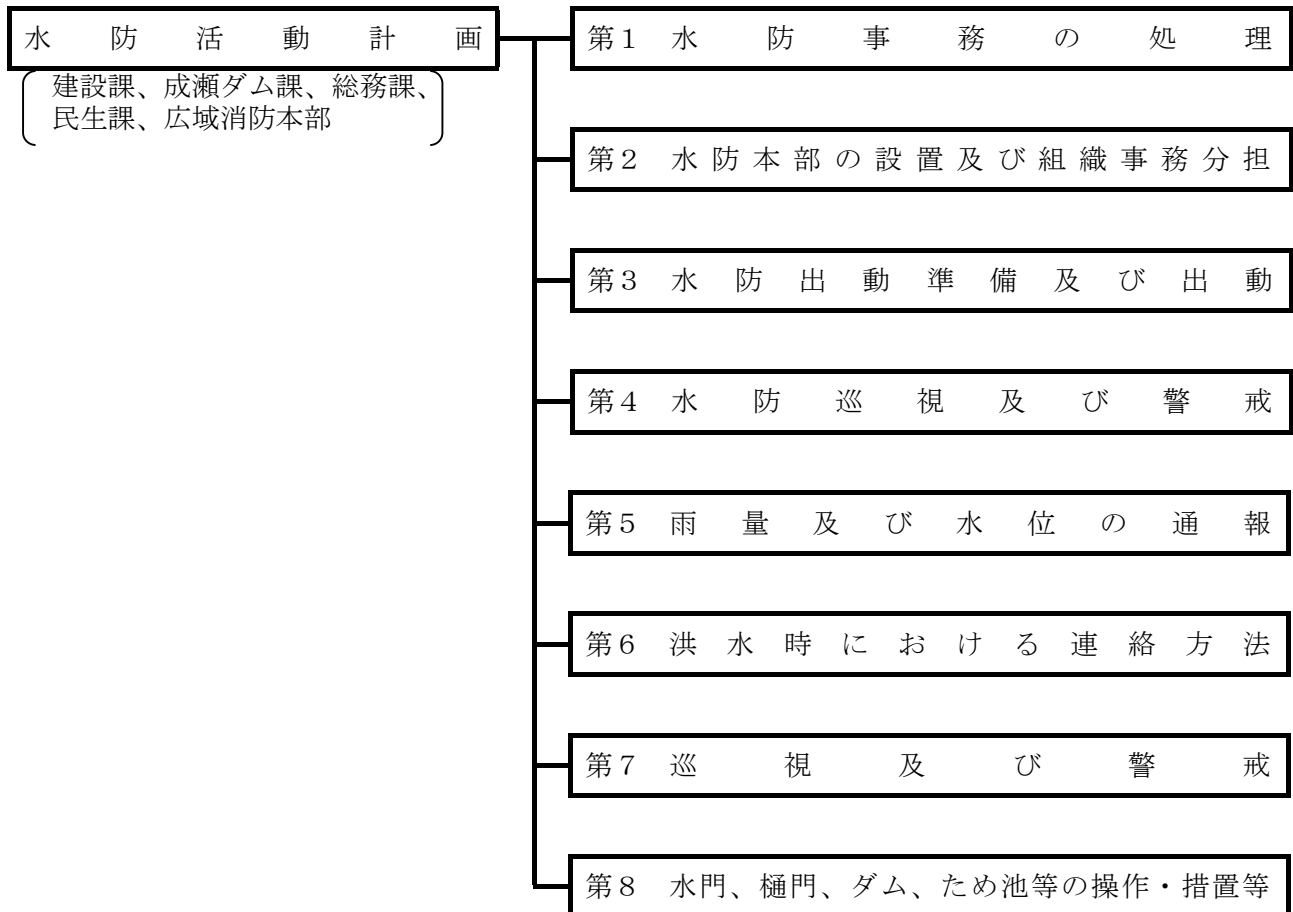 水防活動計画
建設課、成瀬ダム課、総務課、
民生課、広域消防本部
第1 水防事務の処理
第2 水防本部の設置及び組織事務分担
第3 水防出動準備及び出動
第4 水防巡視及び警戒
第5 雨量及び水位の通報
第6 洪水時における連絡方法
第7 巡視及び警戒
第8 水門、樋門、ダム、ため池等の操作・措置等